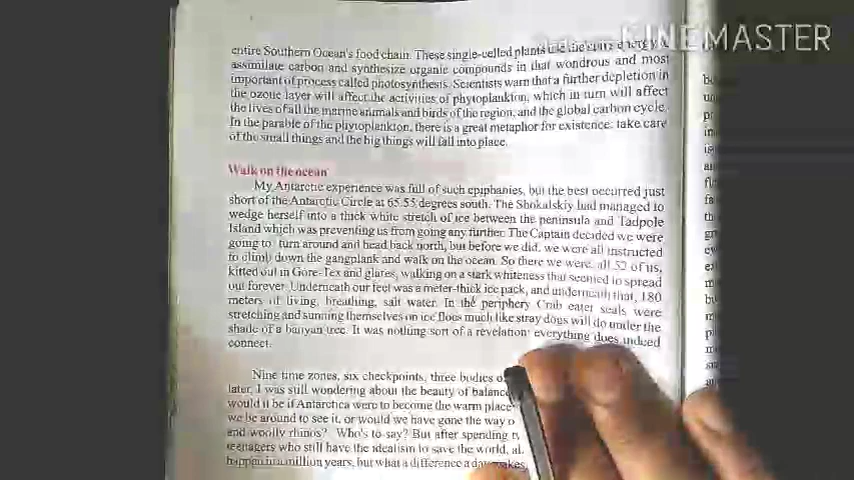 KINEMASTER
entire Southern Ocean's food chain. These single-celled plants use the
assimilate carbon and synthesize organic compounds in that wondrous and most
important of process called photosynthesis. Scientists warn that a further depletion in
the ozone layer will affect the activities of phytoplankton, which in turn will affect
the lives of all the marine animals and birds of the region, and the global carbon cycle.
In the parable of the phytoplankton, there is a great metaphor for existence: take care
of the small things and the big things will fall into place.
Walk on the ocean
My Antarctic experience was full of such epiphanies, but the best occurred just
short of the Antarctic Circle at 65.55 degrees south. The Shokalskiy had managed to
wedge herself into a thick white stretch of ice between the peninsula and Tadpole
Island which was preventing us from going any further. The Captain decided we were
going to turn around and head back north, but before we did, we were all instructed
to climb down the gangplank and walk on the ocean. So there we were, all 52 of us,
kitted out in Gore-Tex and glares, walking on a stark whiteness that seemed to spread
out forever. Underneath our feet was a meter-thick ice pack, and underneath that, 180
meters of living, breathing, salt water. In the periphery Crab eater seals were
stretching and sunning themselves on ice floes much like stray dogs will do under the
shade of a banyan tree. It was nothing sort of a revelation: everything does indeed
connect.
Nine time zones, six checkpoints, three bodies
later, I was still wondering about the beauty of balance
would it be if Antarctica were to become the warm place
we be around to see it, or would we have gone the way
and woolly rhinos? Who's to say? But after spending
teenagers who still have the idealism to save the world,
happen in a million years, but what a difference a day makes